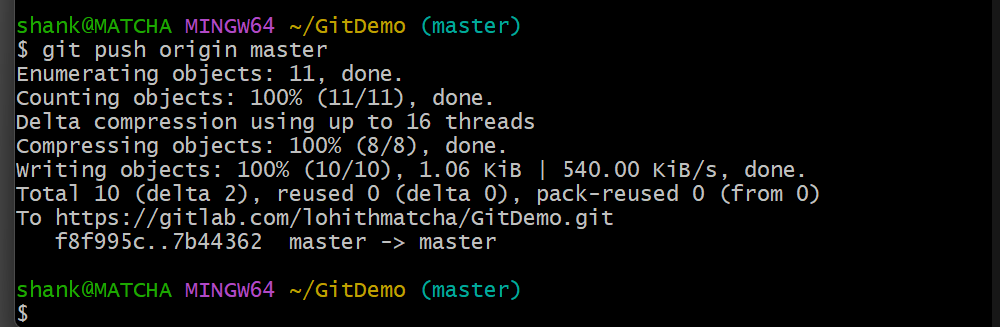 shank@MATCHA MINGW64 ~/GitDemo (master)
$ git push origin master
Enumerating objects: 11, done.
Counting objects: 100% (11/11), done.
Delta compression using up to 16 threads
Compressing objects: 100% (8/8), done.
Writing objects: 100% (10/10), 1.06 KiB | 540.00 KiB/s, done.
Total 10 (delta 2), reused 0 (delta 0), pack-reused 0 (from 0)
To https://gitlab.com/lohithmatcha/GitDemo.git
   f8f995c..7b44362  master -> master
shank@MATCHA MINGW64 ~/GitDemo (master)
$